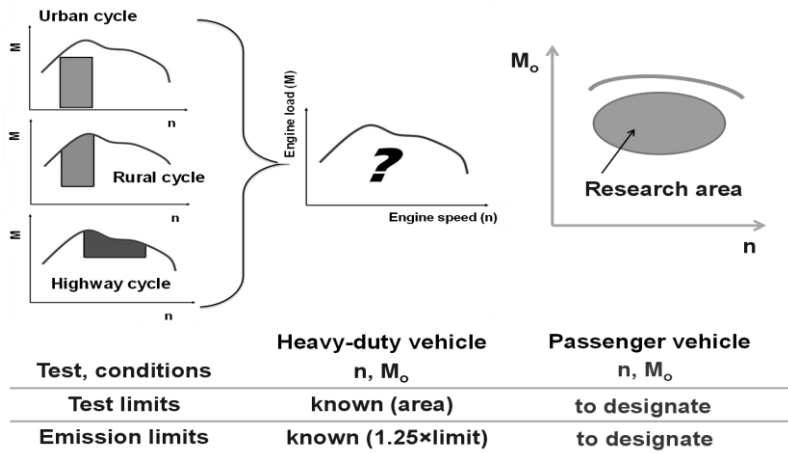 Urban cycle
M
n
M
Rural cycle
n
M
Highway cycle
n
Engine load (M)
?
Engine speed (n)
Mo
Research area
n
Heavy-duty vehicle Passenger vehicle
Test, conditions n, Mo n, Mo
Test limits known (area) to designate
Emission limits known (1.25×limit) to designate